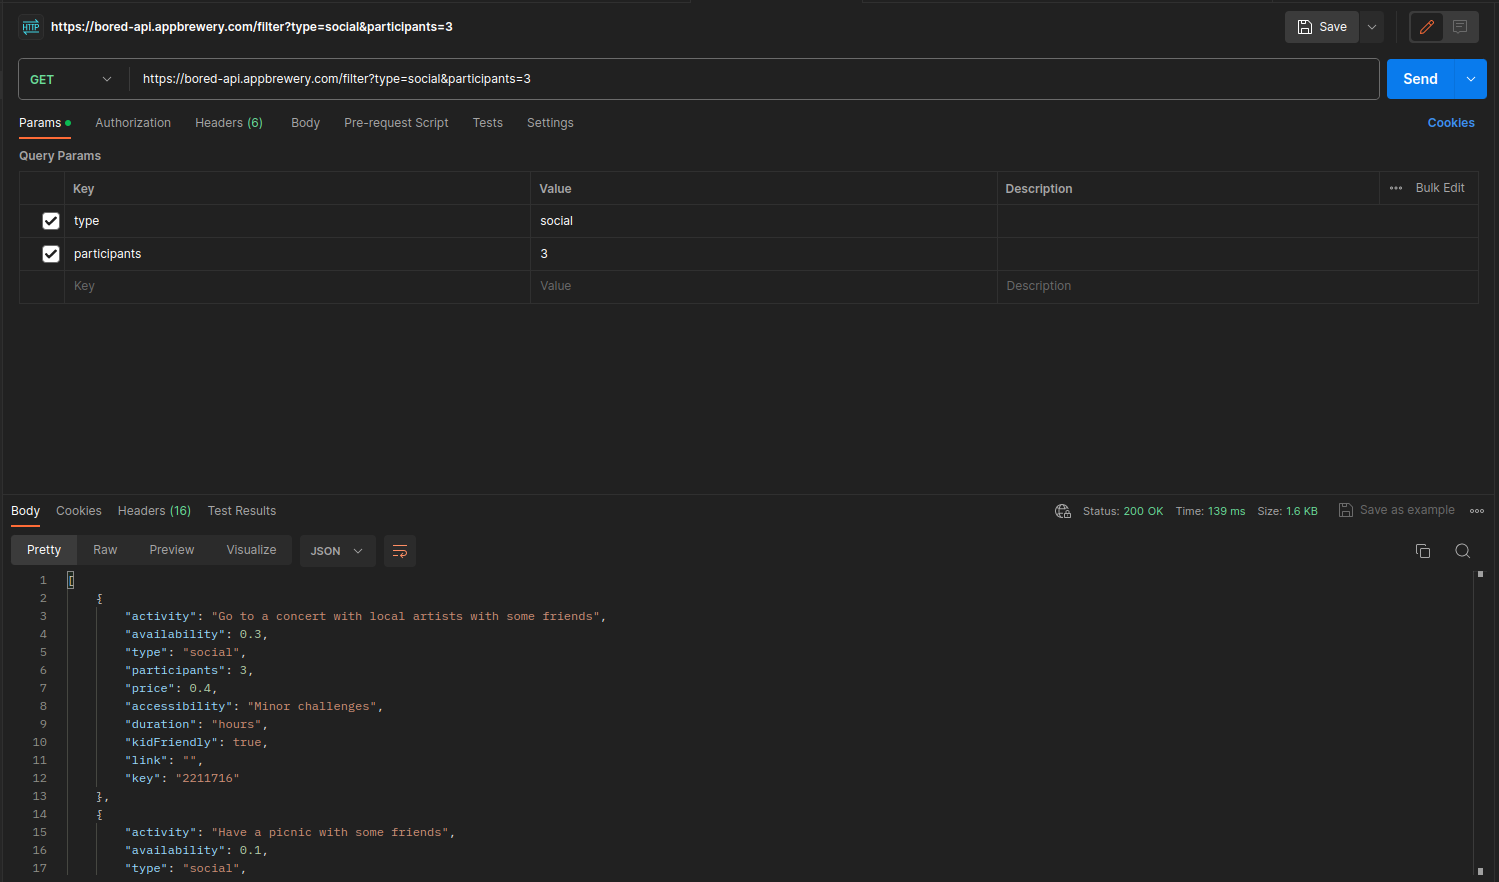 HTTP https://bored-api.appbrewery.com/filter?type=social&participants=3 Save
GET https://bored-api.appbrewery.com/filter?type=social&participants=3 Send
Params Authorization Headers (6) Body Pre-request Script Tests Settings Cookies
Query Params
Key Value Description Bulk Edit
type social
participants 3
Key Value Description
Body Cookies Headers (16) Test Results Status: 200 OK Time: 139 ms Size: 1.6 KB Save as example
Pretty Raw Preview Visualize JSON
1 [
2 {
3 "activity": "Go to a concert with local artists with some friends",
4 "availability": 0.3,
5 "type": "social",
6 "participants": 3,
7 "price": 0.4,
8 "accessibility": "Minor challenges",
9 "duration": "hours",
10 "kidFriendly": true,
11 "link": "",
12 "key": "2211716"
13 },
14 {
15 "activity": "Have a picnic with some friends",
16 "availability": 0.1,
17 "type": "social",